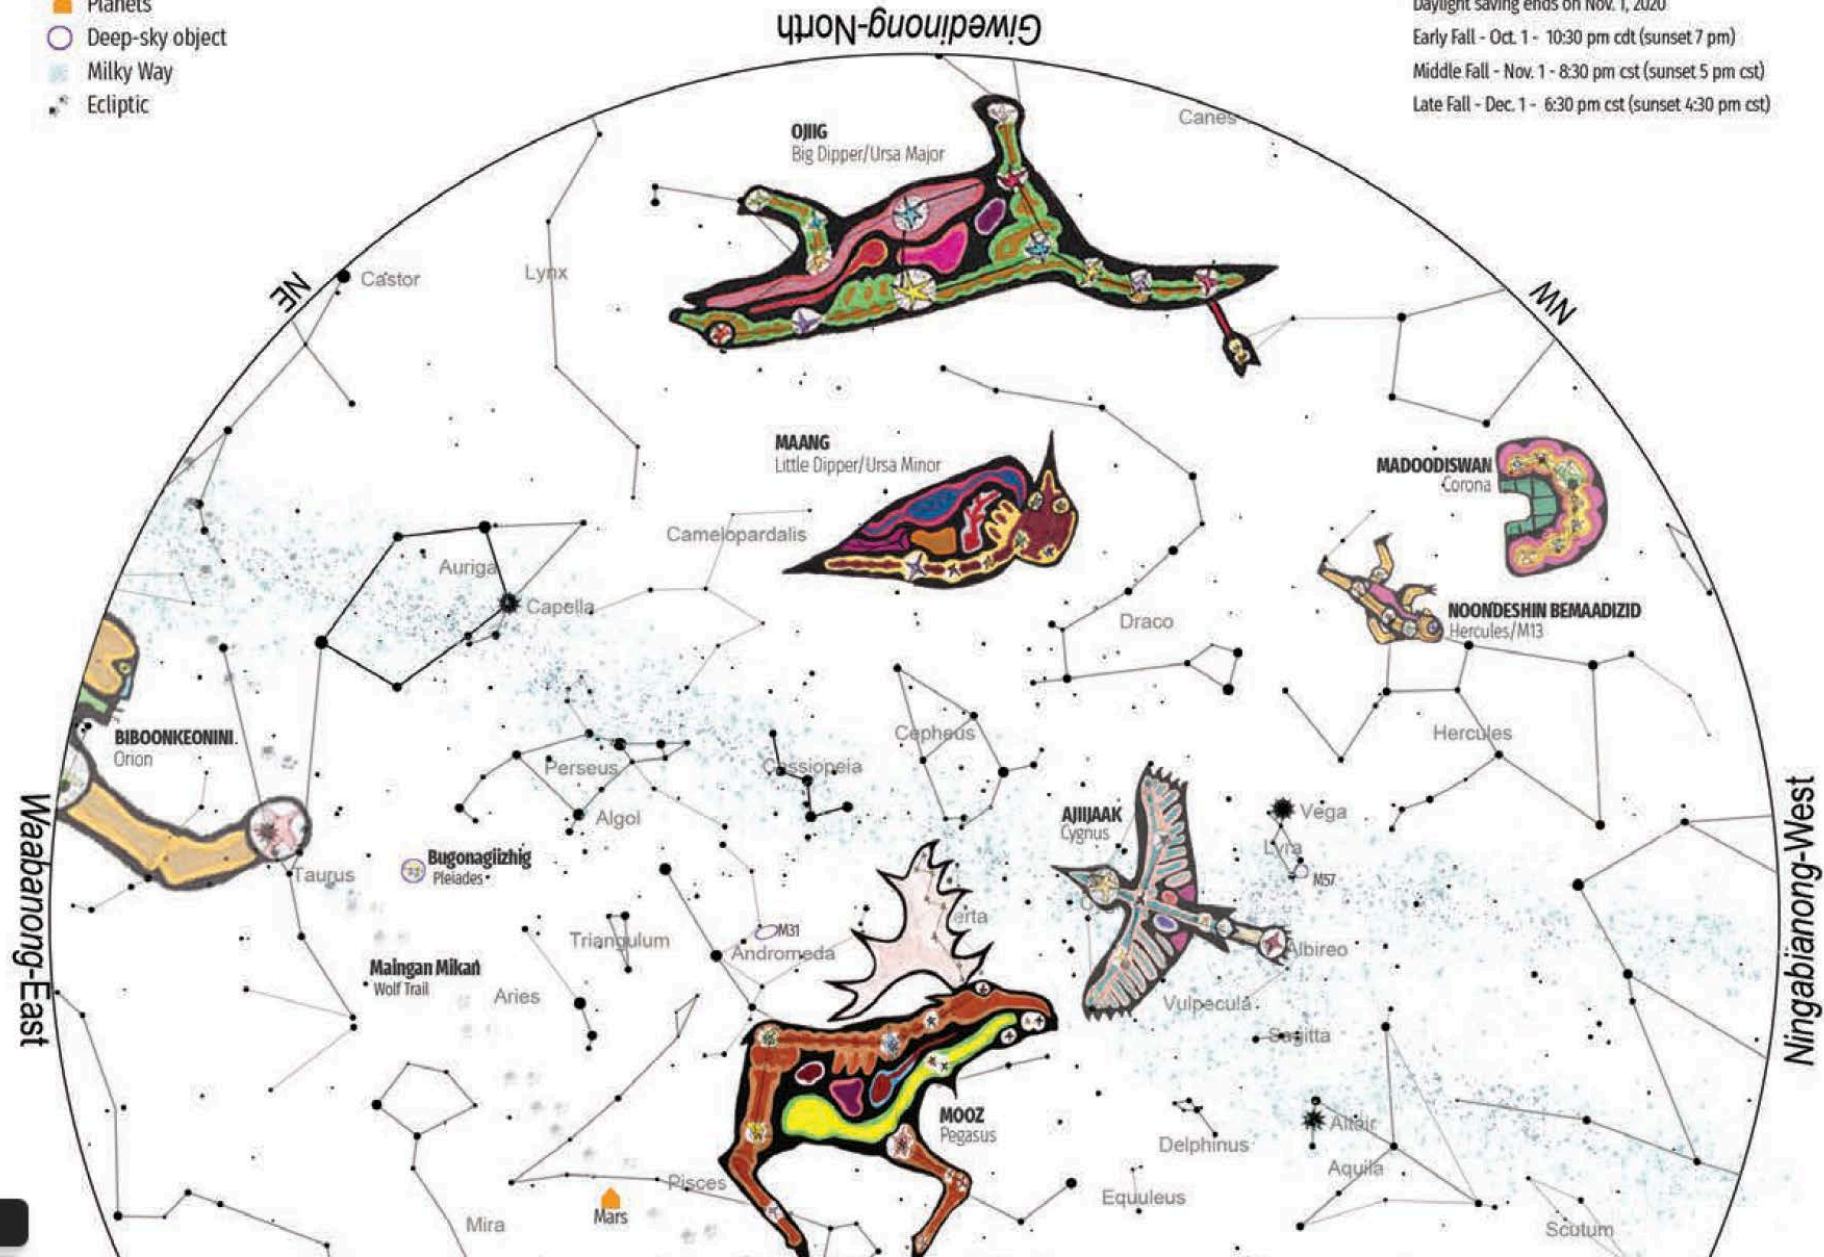 Planets
Deep-sky object
Milky Way
Ecliptic
Giwedinong-North
Daylight saving ends on Nov. 1, 2020
Early Fall - Oct. 1 - 10:30 pm cdt (sunset 7 pm)
Middle Fall - Nov. 1 - 8:30 pm cst (sunset 5 pm cst)
Late Fall - Dec. 1 - 6:30 pm cst (sunset 4:30 pm cst)
Canes
OJIIG
Big Dipper/Ursa Major
NE
Castor
Lynx
NW
MAANG
Little Dipper/Ursa Minor
MADOODISWAN
Corona
Camelopardalis
Auriga
Capella
Draco
NOONDESHIN BEMAADIZID
Hercules/M13
BIBOONKEONINI
Orion
Perseus
Cassiopeia
Cepheus
Hercules
Algol
AJIIJAAK
Cygnus
Vega
Lyra
M57
Waabanong-East
Ningabianong-West
Taurus
Bugonagiizhig
Pleiades
Triangulum
M31
Andromeda
erta
Albireo
Maingan Mikan
Wolf Trail
Aries
Vulpecula
Sagitta
MOOZ
Pegasus
Delphinus
Altair
Aquila
Pisces
Equuleus
Mars
Mira
Scutum